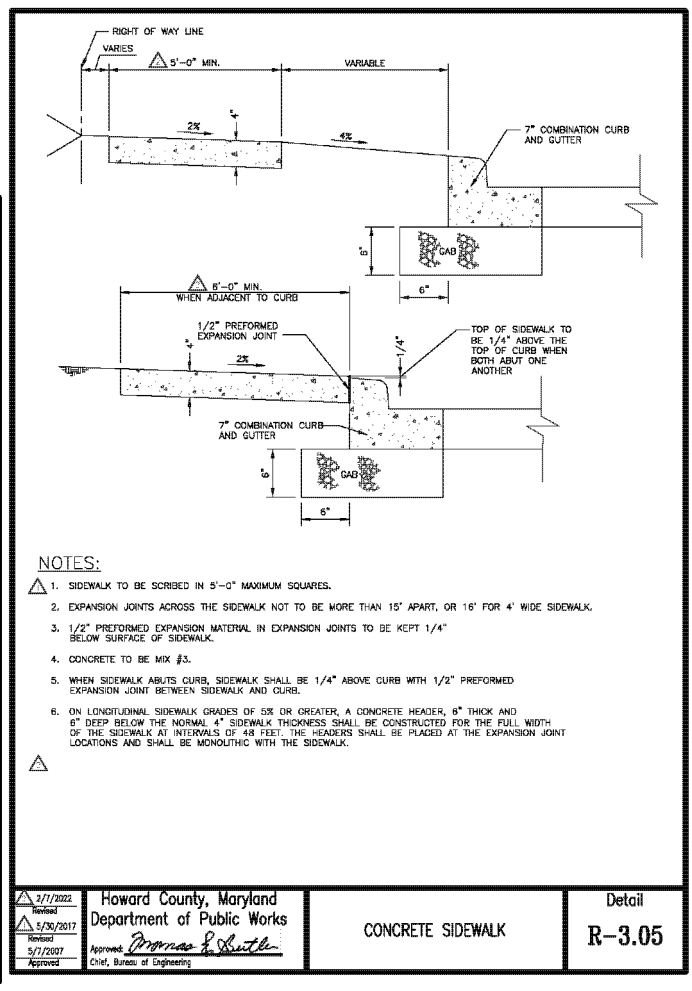 RIGHT OF WAY LINE
VARIES
5'-0" MIN.
VARIABLE
2%
4"
4%
7" COMBINATION CURB
AND GUTTER
6"
GAB
6"
6'-0" MIN.
WHEN ADJACENT TO CURB
1/2" PREFORMED
EXPANSION JOINT
4"
2%
1/4"
TOP OF SIDEWALK TO
BE 1/4" ABOVE THE
TOP OF CURB WHEN
BOTH ABUT ONE
ANOTHER
7" COMBINATION CURB
AND GUTTER
6"
GAB
6"
NOTES:
1. SIDEWALK TO BE SCRIBED IN 5'-0" MAXIMUM SQUARES.
2. EXPANSION JOINTS ACROSS THE SIDEWALK NOT TO BE MORE THAN 15' APART, OR 16' FOR 4' WIDE SIDEWALK.
3. 1/2" PREFORMED EXPANSION MATERIAL IN EXPANSION JOINTS TO BE KEPT 1/4"
BELOW SURFACE OF SIDEWALK.
4. CONCRETE TO BE MIX #3.
5. WHEN SIDEWALK ABUTS CURB, SIDEWALK SHALL BE 1/4" ABOVE CURB WITH 1/2" PREFORMED
EXPANSION JOINT BETWEEN SIDEWALK AND CURB.
6. ON LONGITUDINAL SIDEWALK GRADES OF 5% OR GREATER, A CONCRETE HEADER, 6" THICK AND
6" DEEP BELOW THE NORMAL 4" SIDEWALK THICKNESS SHALL BE CONSTRUCTED FOR THE FULL WIDTH
OF THE SIDEWALK AT INTERVALS OF 48 FEET. THE HEADERS SHALL BE PLACED AT THE EXPANSION JOINT
LOCATIONS AND SHALL BE MONOLITHIC WITH THE SIDEWALK.
2/7/2022
Revised
5/30/2017
Revised
5/7/2007
Approved
Howard County, Maryland
Department of Public Works
Approved: Thomas E. Butler
Chief, Bureau of Engineering
CONCRETE SIDEWALK
Detail
R-3.05